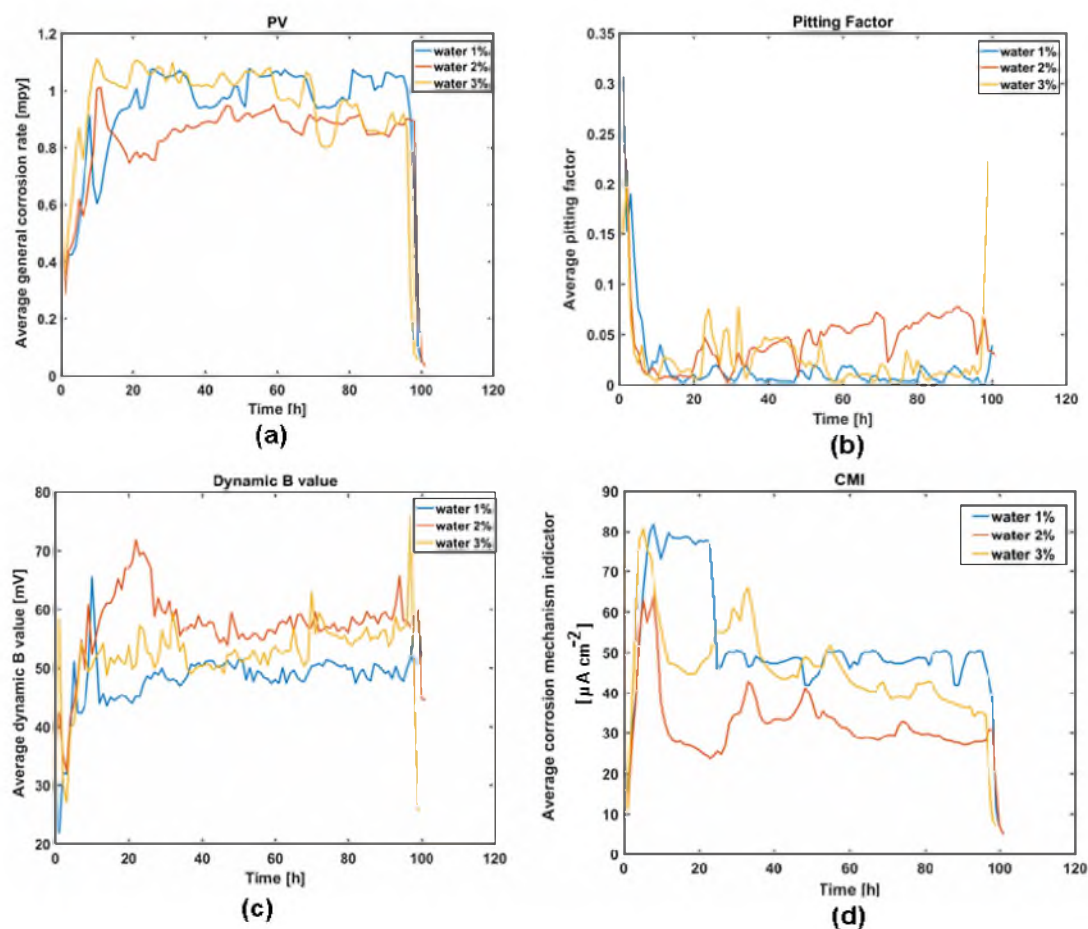 PV
Average general corrosion rate [mpy]
1.2
1
0.8
0.6
0.4
0.2
0
0 20 40 60 80 100 120
Time [h]
water 1%
water 2%
water 3%
(a)
Pitting Factor
Average pitting factor
0.35
0.3
0.25
0.2
0.15
0.1
0.05
0
0 20 40 60 80 100 120
Time [h]
water 1%
water 2%
water 3%
(b)
Dynamic B value
Average dynamic B value [mV]
80
70
60
50
40
30
20
0 20 40 60 80 100 120
Time [h]
water 1%
water 2%
water 3%
(c)
CMI
Average corrosion mechanism indicator
[µA cm⁻²]
90
80
70
60
50
40
30
20
10
0
0 20 40 60 80 100 120
Time [h]
water 1%
water 2%
water 3%
(d)